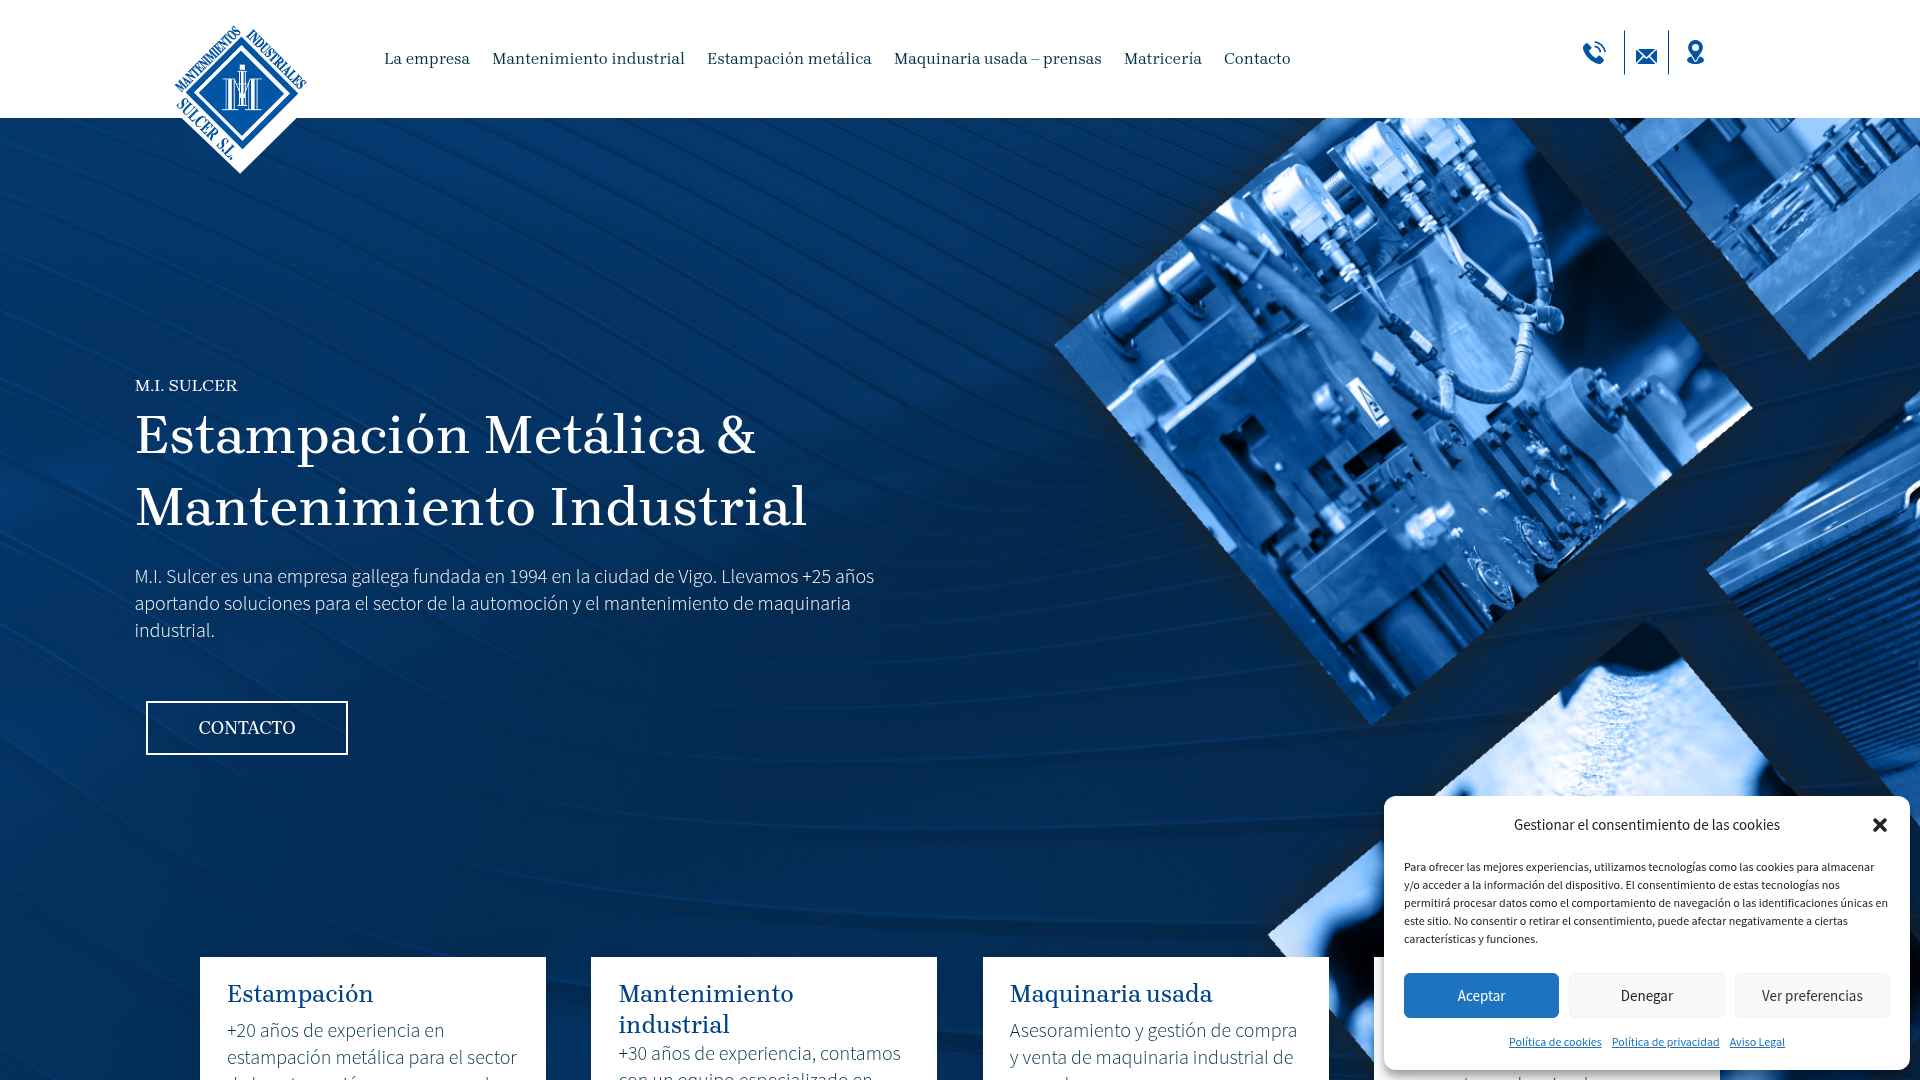 MANTENIMIENTOS INDUSTRIALES
SULCER S.L.
La empresa
Mantenimiento industrial
Estampación metálica
Maquinaria usada – prensas
Matricería
Contacto
M.I. SULCER
Estampación Metálica &
Mantenimiento Industrial
M.I. Sulcer es una empresa gallega fundada en 1994 en la ciudad de Vigo. Llevamos +25 años
aportando soluciones para el sector de la automoción y el mantenimiento de maquinaria
industrial.
CONTACTO
Estampación
+20 años de experiencia en
estampación metálica para el sector
Mantenimiento
industrial
+30 años de experiencia, contamos
con un equipo especializado en
Maquinaria usada
Asesoramiento y gestión de compra
y venta de maquinaria industrial de
Gestionar el consentimiento de las cookies
Para ofrecer las mejores experiencias, utilizamos tecnologías como las cookies para almacenar
y/o acceder a la información del dispositivo. El consentimiento de estas tecnologías nos
permitirá procesar datos como el comportamiento de navegación o las identificaciones únicas en
este sitio. No consentir o retirar el consentimiento, puede afectar negativamente a ciertas
características y funciones.
Aceptar
Denegar
Ver preferencias
Política de cookies
Política de privacidad
Aviso Legal